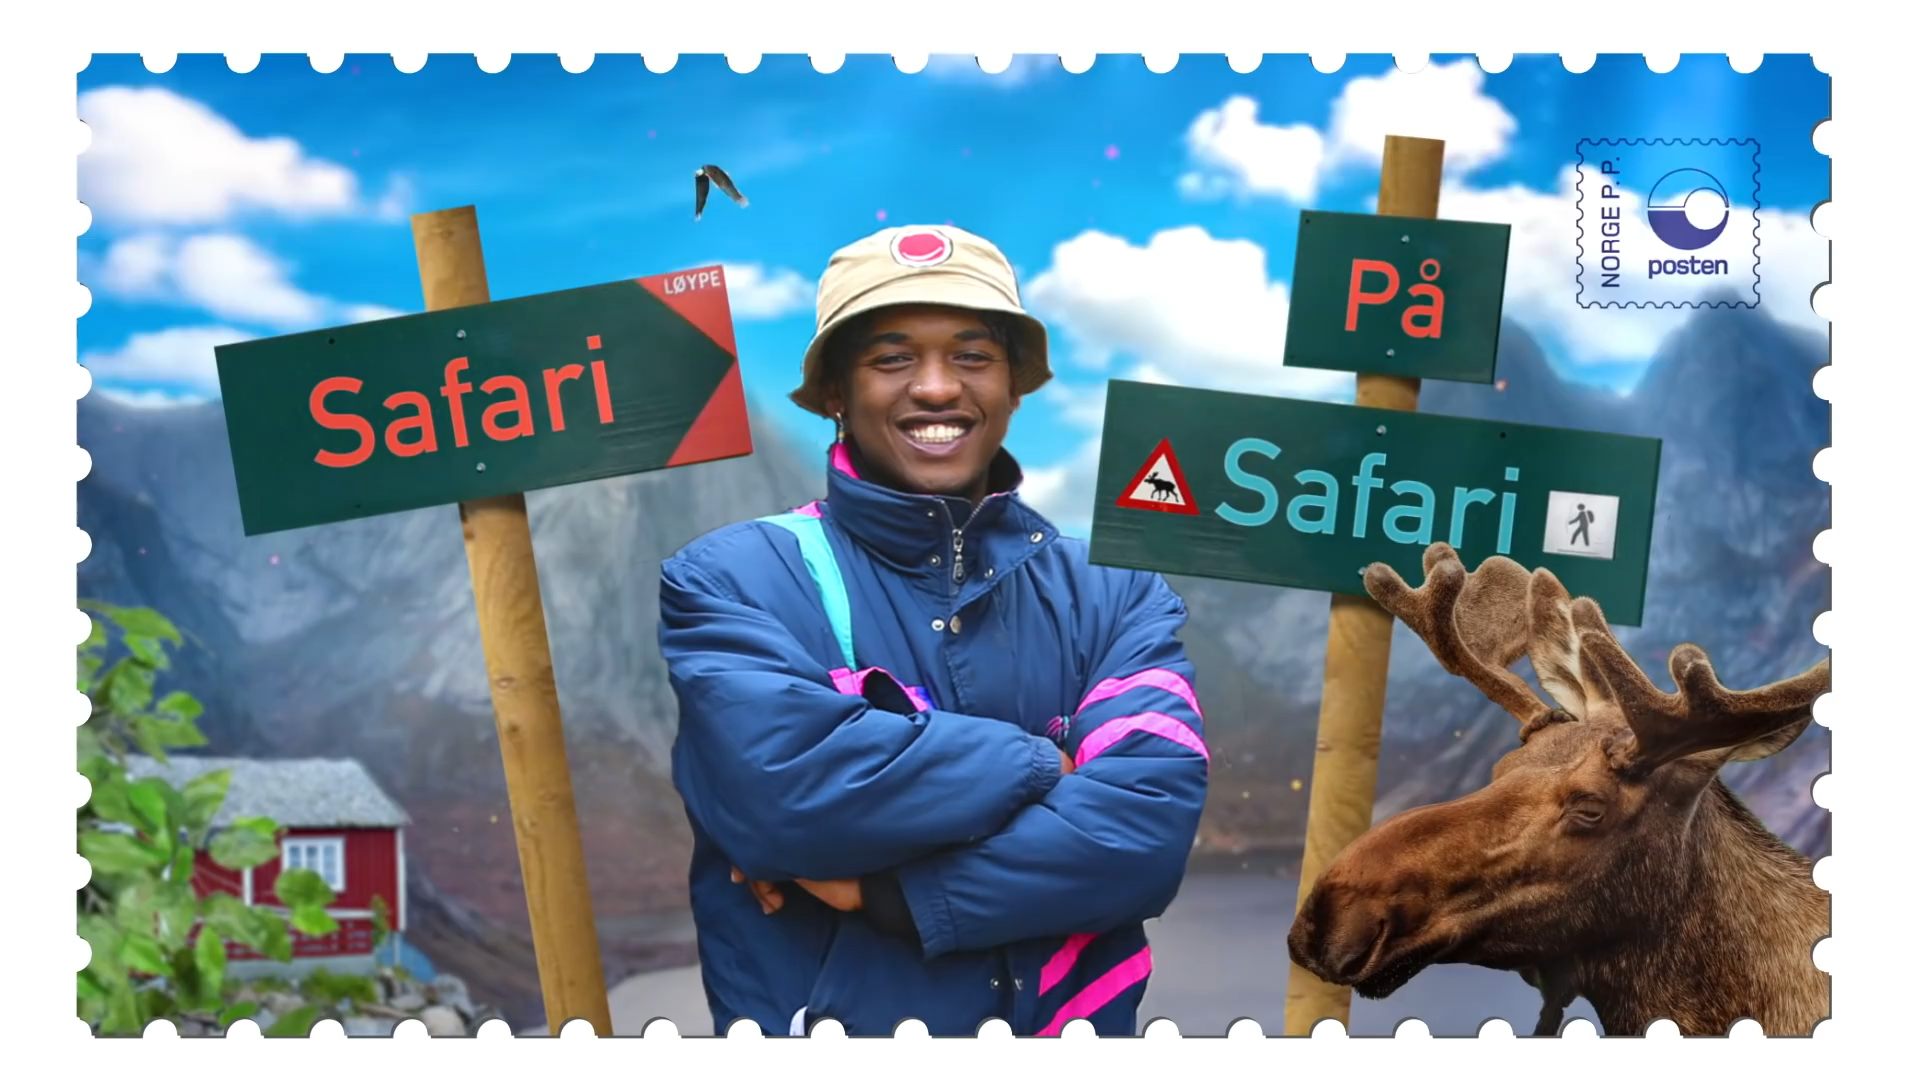 LØYPE
Safari
På
Safari
NORGE P.P.
posten